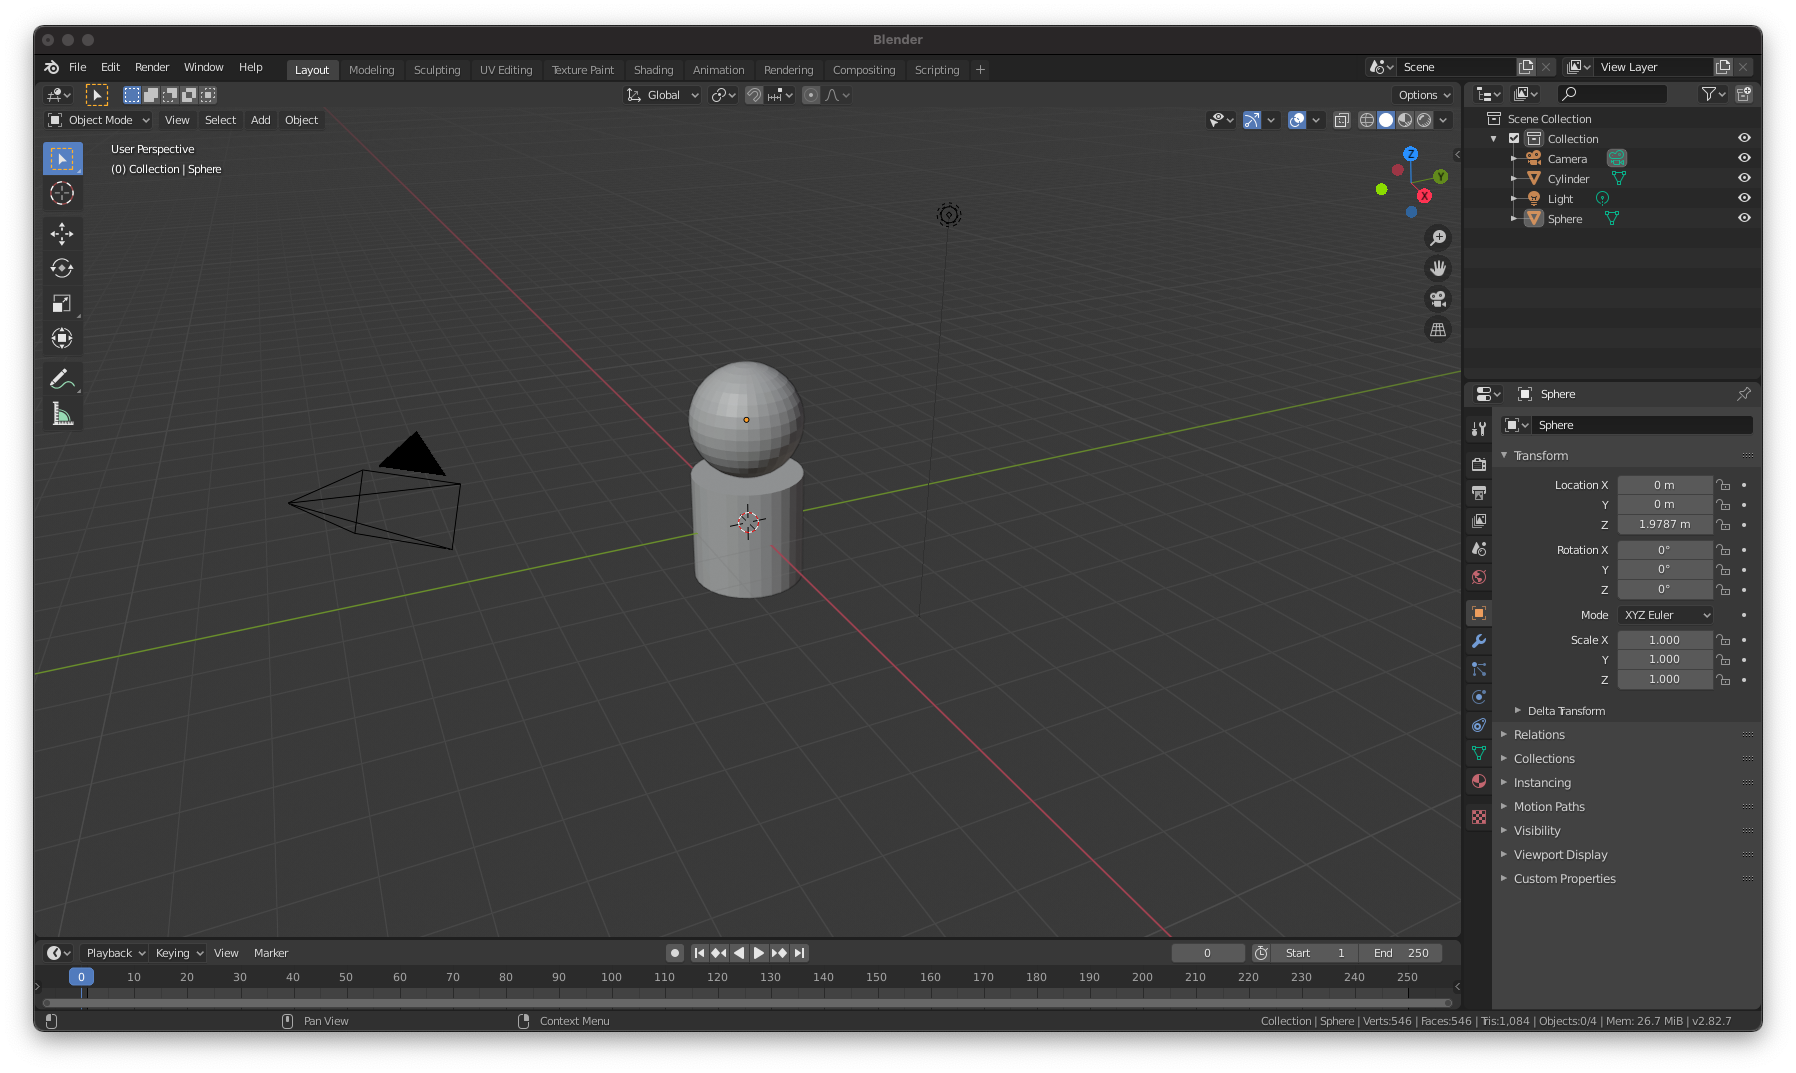 Blender
File Edit Render Window Help Layout Modeling Sculpting UV Editing Texture Paint Shading Animation Rendering Compositing Scripting + Scene View Layer
Global Options
Object Mode View Select Add Object
User Perspective
(0) Collection | Sphere
Z
Y
X
Scene Collection
Collection
Camera
Cylinder
Light
Sphere
Sphere
Sphere
Transform
Location X 0 m
Y 0 m
Z 1.9787 m
Rotation X 0°
Y 0°
Z 0°
Mode XYZ Euler
Scale X 1.000
Y 1.000
Z 1.000
Delta Transform
Relations
Collections
Instancing
Motion Paths
Visibility
Viewport Display
Custom Properties
Playback Keying View Marker 0 Start 1 End 250
0 10 20 30 40 50 60 70 80 90 100 110 120 130 140 150 160 170 180 190 200 210 220 230 240 250
Pan View Context Menu Collection | Sphere | Verts:546 | Faces:546 | Tris:1,084 | Objects:0/4 | Mem: 26.7 MiB | v2.82.7